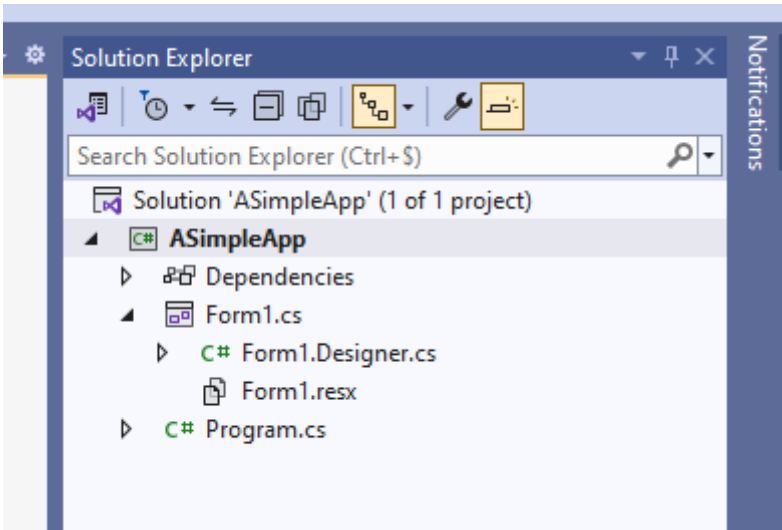 Solution Explorer
Notifications
Search Solution Explorer (Ctrl+$)
Solution 'ASimpleApp' (1 of 1 project)
C# ASimpleApp
Dependencies
Form1.cs
C# Form1.Designer.cs
Form1.resx
C# Program.cs